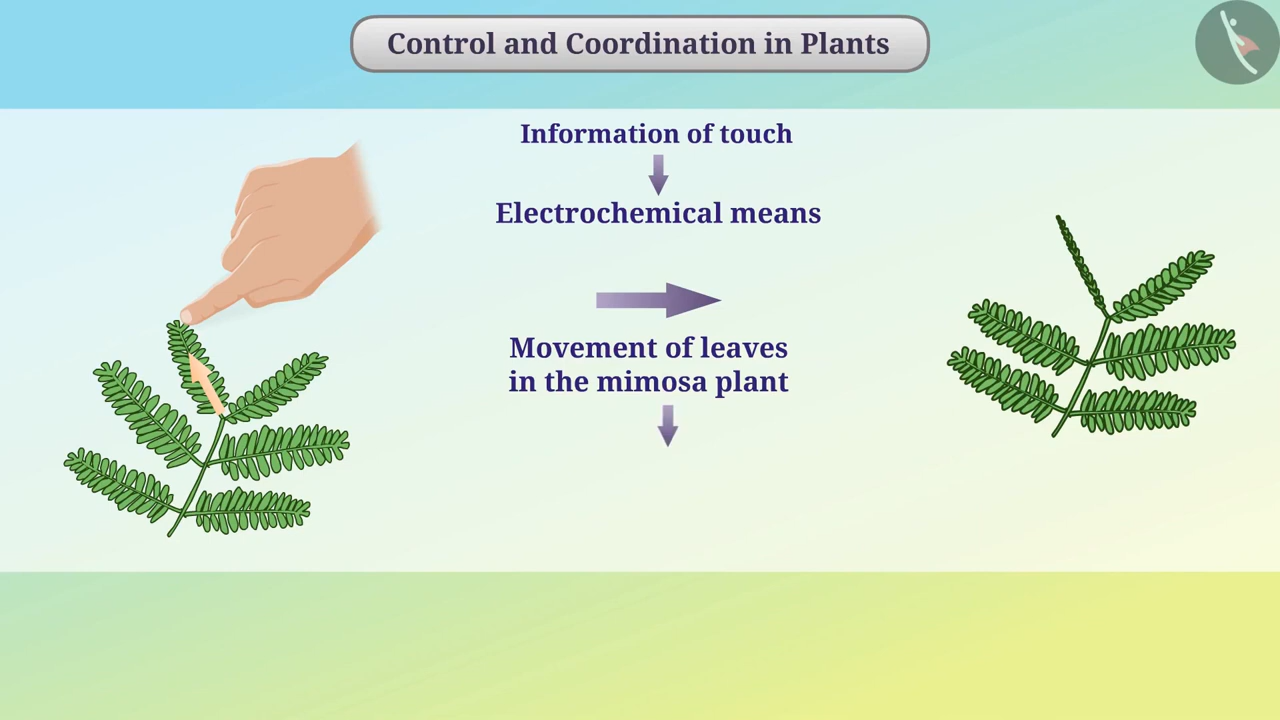 Control and Coordination in Plants
Information of touch
Electrochemical means
Movement of leaves
in the mimosa plant